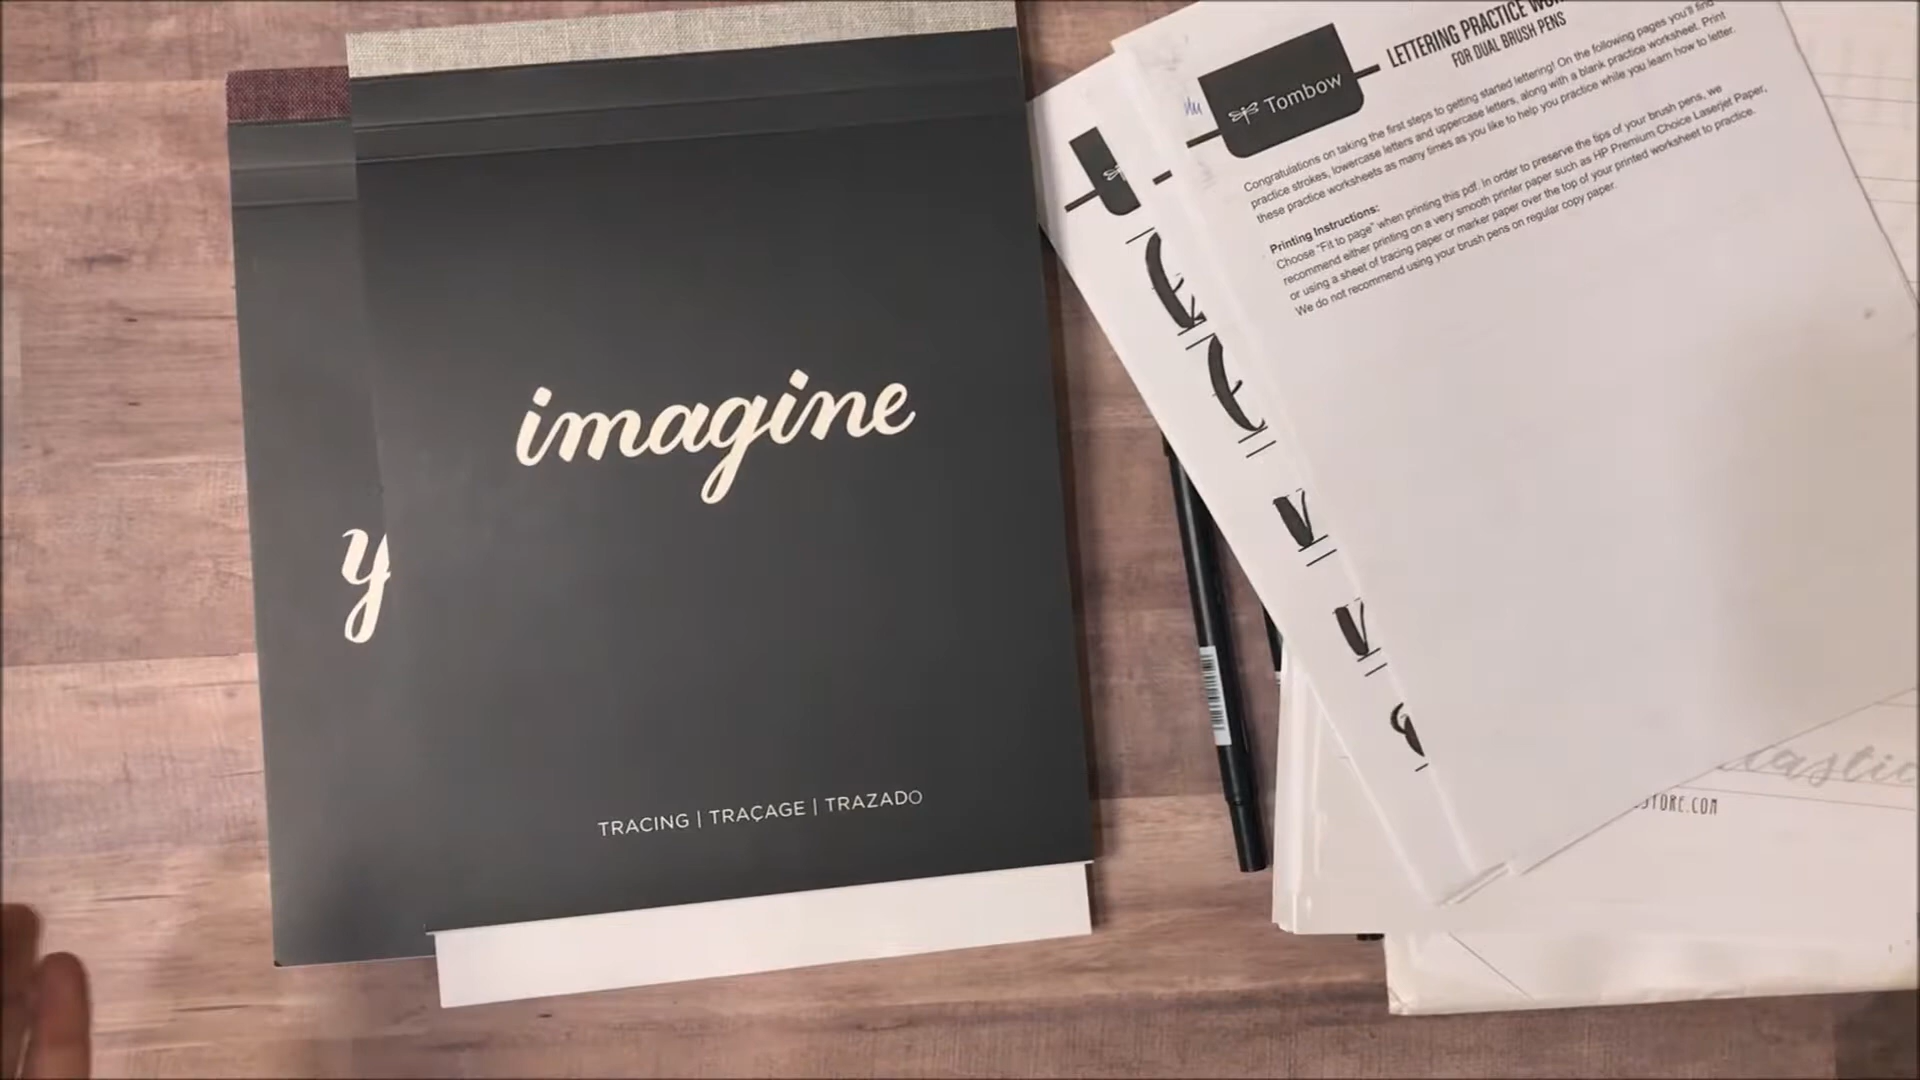 imagine
y
TRACING | TRAÇAGE | TRAZADO
Tombow
LETTERING PRACTICE
FOR DUAL BRUSH PENS
Congratulations on taking the first steps to getting started lettering! On the following pages you'll find
practice strokes, lowercase letters and uppercase letters, along with a blank practice worksheet. Print
these practice worksheets as many times as you like to help you practice while you learn how to letter.
Printing Instructions:
Choose "Fit to page" when printing this pdf. In order to preserve the tips of your brush pens, we
recommend either printing on a very smooth printer paper such as HP Premium Choice Laserjet Paper,
or using a sheet of tracing paper or marker paper over the top of your printed worksheet to practice.
We do not recommend using your brush pens on regular copy paper.